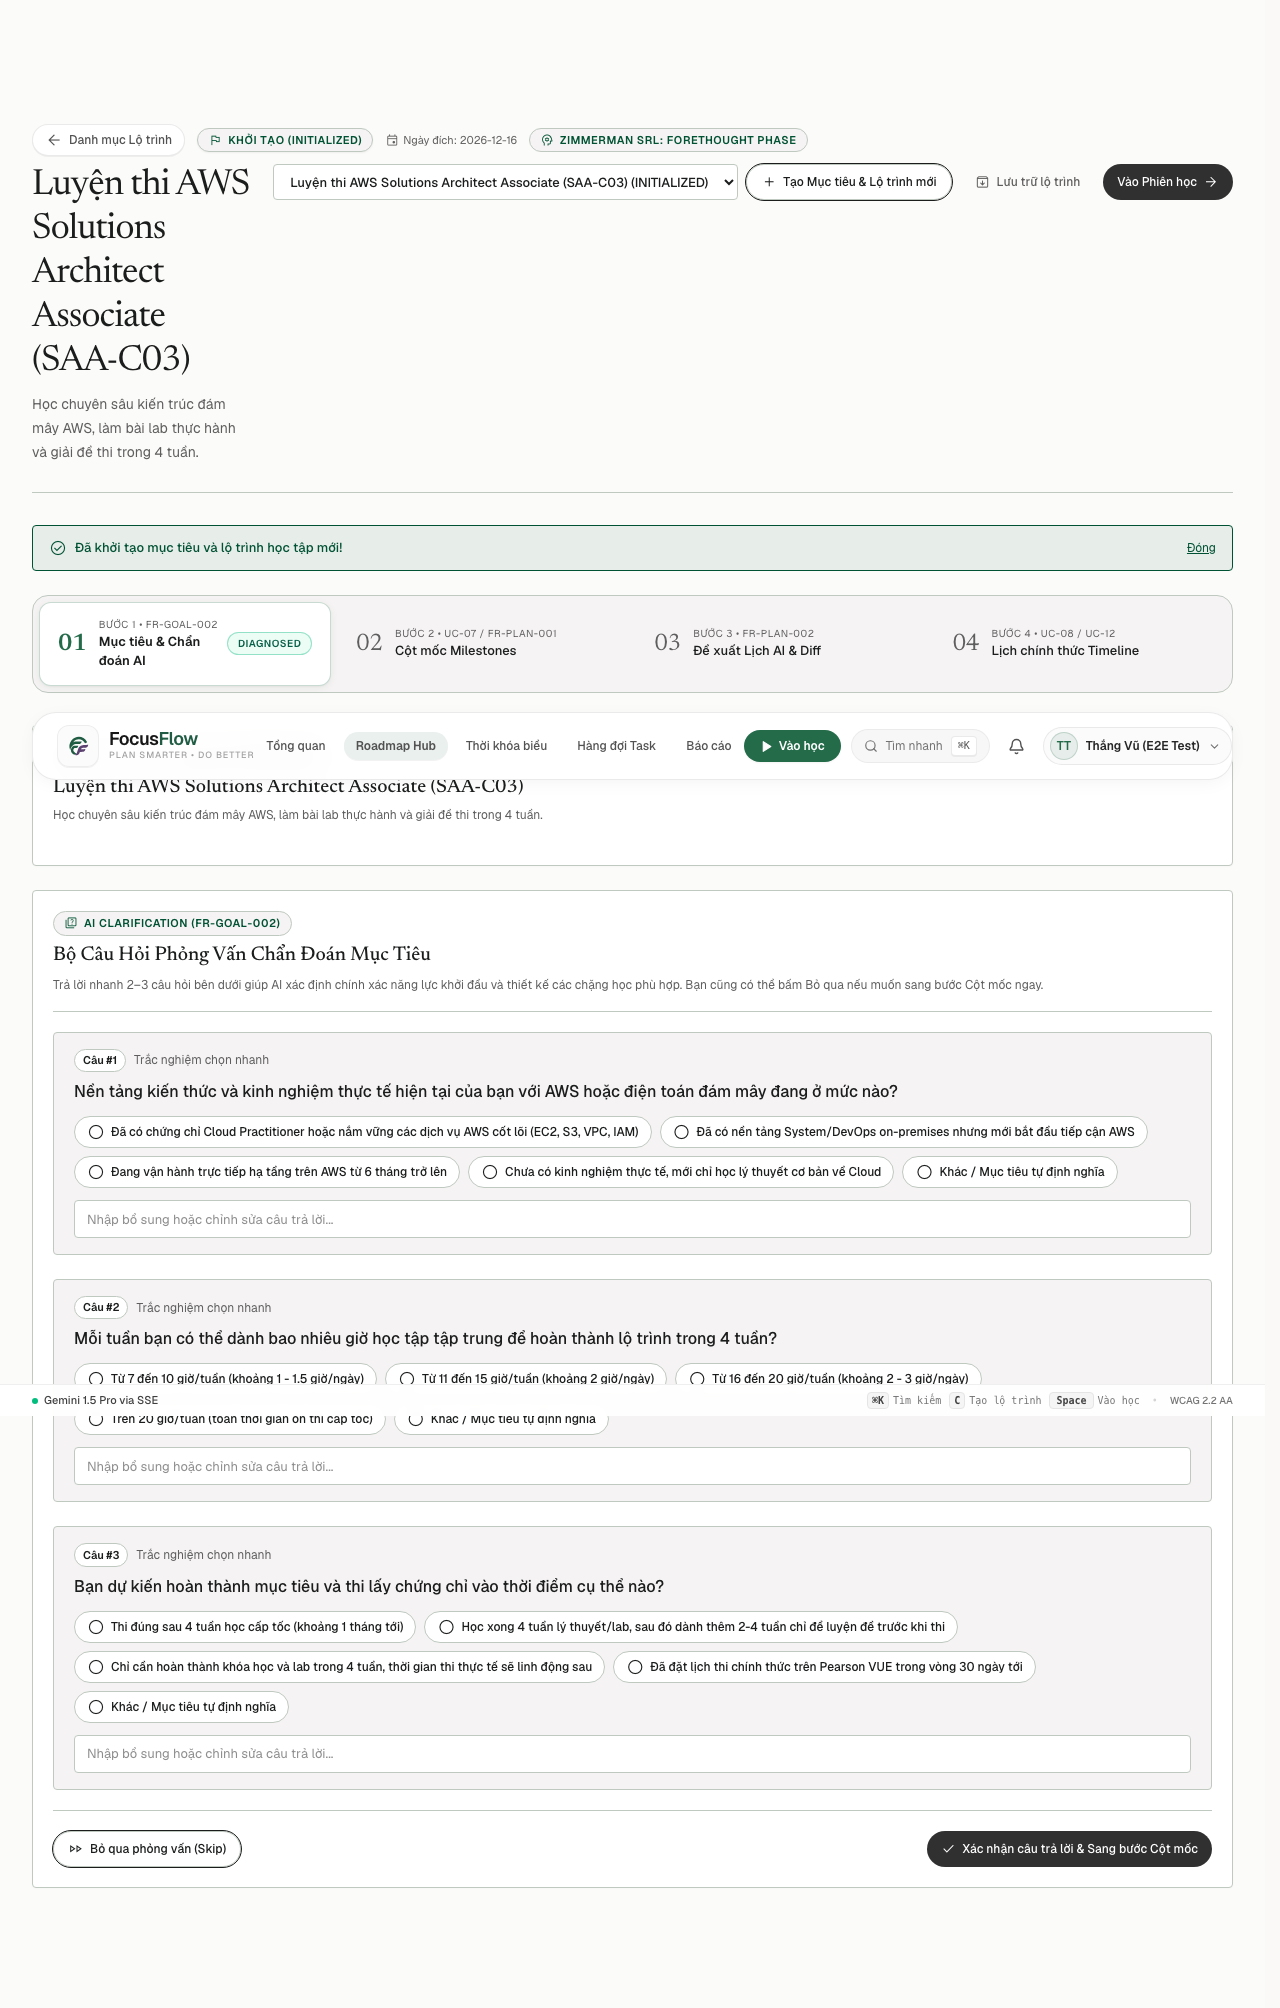 Danh mục Lộ trình
KHỞI TẠO (INITIALIZED)
Ngày đích: 2026-12-16
ZIMMERMAN SRL: FORETHOUGHT PHASE
Luyện thi AWS
Solutions
Architect
Associate
(SAA-C03)
Luyện thi AWS Solutions Architect Associate (SAA-C03) (INITIALIZED)
Tạo Mục tiêu & Lộ trình mới
Lưu trữ lộ trình
Vào Phiên học
Học chuyên sâu kiến trúc đám
mây AWS, làm bài lab thực hành
và giải đề thi trong 4 tuần.
Đã khởi tạo mục tiêu và lộ trình học tập mới!
Đóng
01
BƯỚC 1 • FR-GOAL-002
Mục tiêu & Chẩn
đoán AI
DIAGNOSED
02
BƯỚC 2 • UC-07 / FR-PLAN-001
Cột mốc Milestones
03
BƯỚC 3 • FR-PLAN-002
Đề xuất Lịch AI & Diff
04
BƯỚC 4 • UC-08 / UC-12
Lịch chính thức Timeline
FocusFlow
PLAN SMARTER • DO BETTER
Tổng quan
Roadmap Hub
Thời khóa biểu
Hàng đợi Task
Báo cáo
Vào học
Tìm nhanh
⌘K
TT
Thắng Vũ (E2E Test)
Luyện thi AWS Solutions Architect Associate (SAA-C03)
Học chuyên sâu kiến trúc đám mây AWS, làm bài lab thực hành và giải đề thi trong 4 tuần.
AI CLARIFICATION (FR-GOAL-002)
Bộ Câu Hỏi Phỏng Vấn Chẩn Đoán Mục Tiêu
Trả lời nhanh 2–3 câu hỏi bên dưới giúp AI xác định chính xác năng lực khởi đầu và thiết kế các chặng học phù hợp. Bạn cũng có thể bấm Bỏ qua nếu muốn sang bước Cột mốc ngay.
Câu #1
Trắc nghiệm chọn nhanh
Nền tảng kiến thức và kinh nghiệm thực tế hiện tại của bạn với AWS hoặc điện toán đám mây đang ở mức nào?
Đã có chứng chỉ Cloud Practitioner hoặc nắm vững các dịch vụ AWS cốt lõi (EC2, S3, VPC, IAM)
Đã có nền tảng System/DevOps on-premises nhưng mới bắt đầu tiếp cận AWS
Đang vận hành trực tiếp hạ tầng trên AWS từ 6 tháng trở lên
Chưa có kinh nghiệm thực tế, mới chỉ học lý thuyết cơ bản về Cloud
Khác / Mục tiêu tự định nghĩa
Nhập bổ sung hoặc chỉnh sửa câu trả lời...
Câu #2
Trắc nghiệm chọn nhanh
Mỗi tuần bạn có thể dành bao nhiêu giờ học tập tập trung để hoàn thành lộ trình trong 4 tuần?
Từ 7 đến 10 giờ/tuần (khoảng 1 - 1.5 giờ/ngày)
Từ 11 đến 15 giờ/tuần (khoảng 2 giờ/ngày)
Từ 16 đến 20 giờ/tuần (khoảng 2 - 3 giờ/ngày)
Gemini 1.5 Pro via SSE
⌘K Tìm kiếm
C Tạo lộ trình
Space Vào học
•
WCAG 2.2 AA
Trên 20 giờ/tuần (toàn thời gian ôn thi cấp tốc)
Khác / Mục tiêu tự định nghĩa
Nhập bổ sung hoặc chỉnh sửa câu trả lời...
Câu #3
Trắc nghiệm chọn nhanh
Bạn dự kiến hoàn thành mục tiêu và thi lấy chứng chỉ vào thời điểm cụ thể nào?
Thi đúng sau 4 tuần học cấp tốc (khoảng 1 tháng tới)
Học xong 4 tuần lý thuyết/lab, sau đó dành thêm 2-4 tuần chỉ để luyện đề trước khi thi
Chỉ cần hoàn thành khóa học và lab trong 4 tuần, thời gian thi thực tế sẽ linh động sau
Đã đặt lịch thi chính thức trên Pearson VUE trong vòng 30 ngày tới
Khác / Mục tiêu tự định nghĩa
Nhập bổ sung hoặc chỉnh sửa câu trả lời...
Bỏ qua phỏng vấn (Skip)
Xác nhận câu trả lời & Sang bước Cột mốc